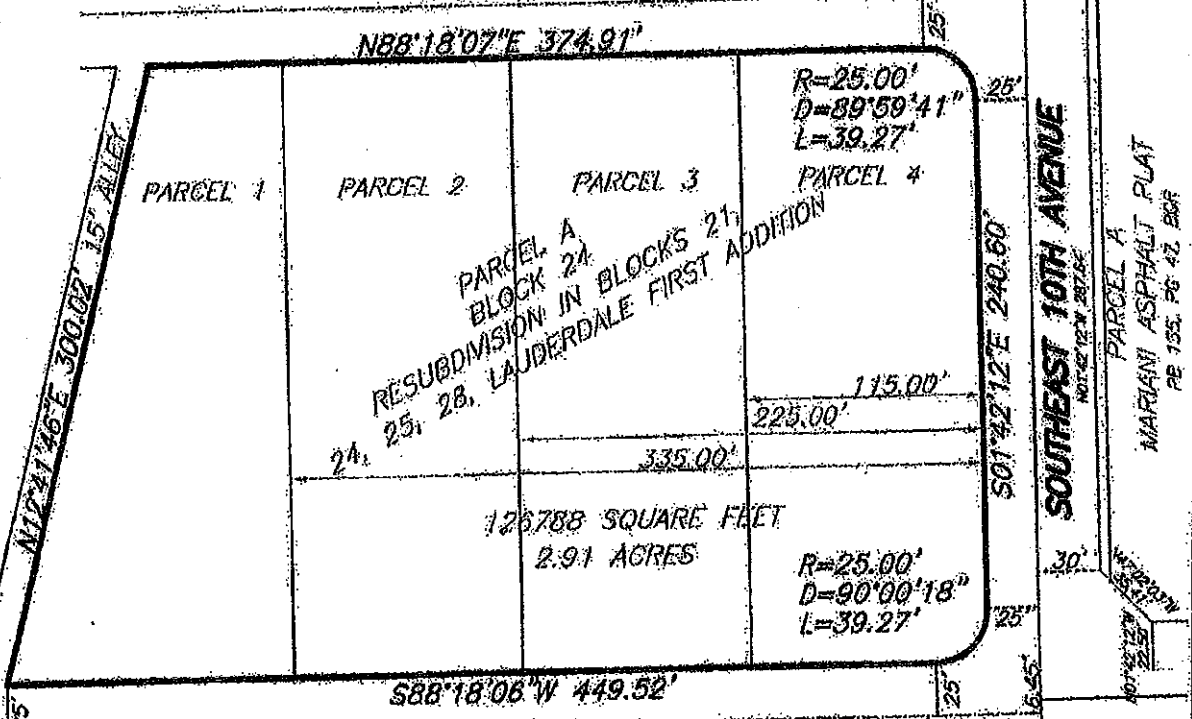 N88°18'07"E 374.91'
25'
R=25.00'
D=89°59'41"
L=39.27'
25'
15' ALLEY
PARCEL 1
PARCEL 2
PARCEL 3
PARCEL 4
PARCEL A
BLOCK 24
RESUBDIVISION IN BLOCKS 21,
24, 25, 28, LAUDERDALE FIRST ADDITION
N12°41'46"E 300.02'
115.00'
225.00'
335.00'
S01°42'12"E 240.60'
SOUTHEAST 10TH AVENUE
PARCEL A
MARIANI ASPHALT PLAT
PB 135, PG 42, BCR
126788 SQUARE FEET
2.91 ACRES
R=25.00'
D=90°00'18"
L=39.27'
30'
25'
S88°18'06"W 449.52'
25'
6.45'